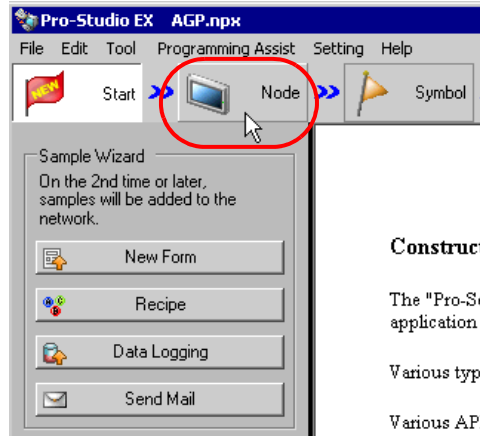 Pro-Studio EX AGP.npx
File Edit Tool Programming Assist Setting Help
NEW Start Node Symbol
Sample Wizard
On the 2nd time or later,
samples will be added to the
network.
New Form
Recipe
Data Logging
Send Mail
Construc
The "Pro-S
application
Various typ
Various AP